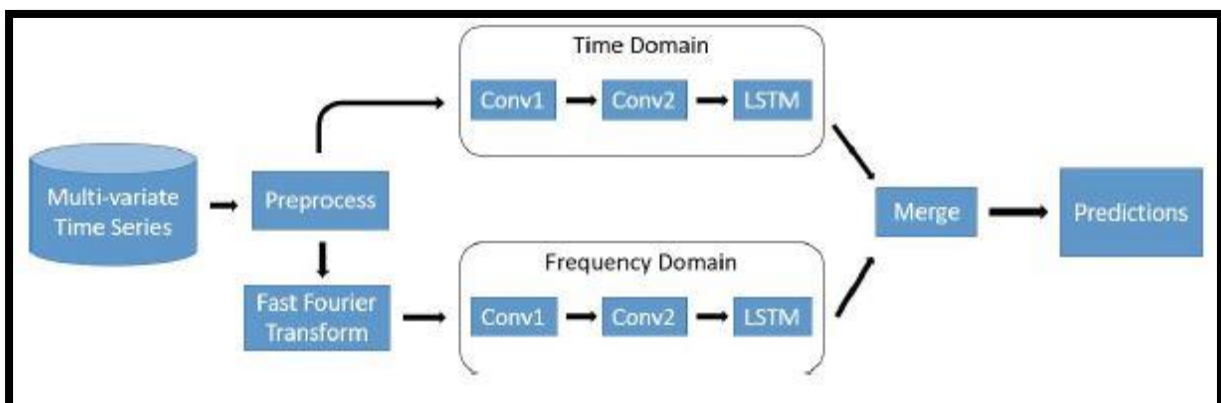 Time Domain
Conv1
Conv2
LSTM
Multi-variate
Time Series
Preprocess
Merge
Predictions
Frequency Domain
Fast Fourier
Transform
Conv1
Conv2
LSTM